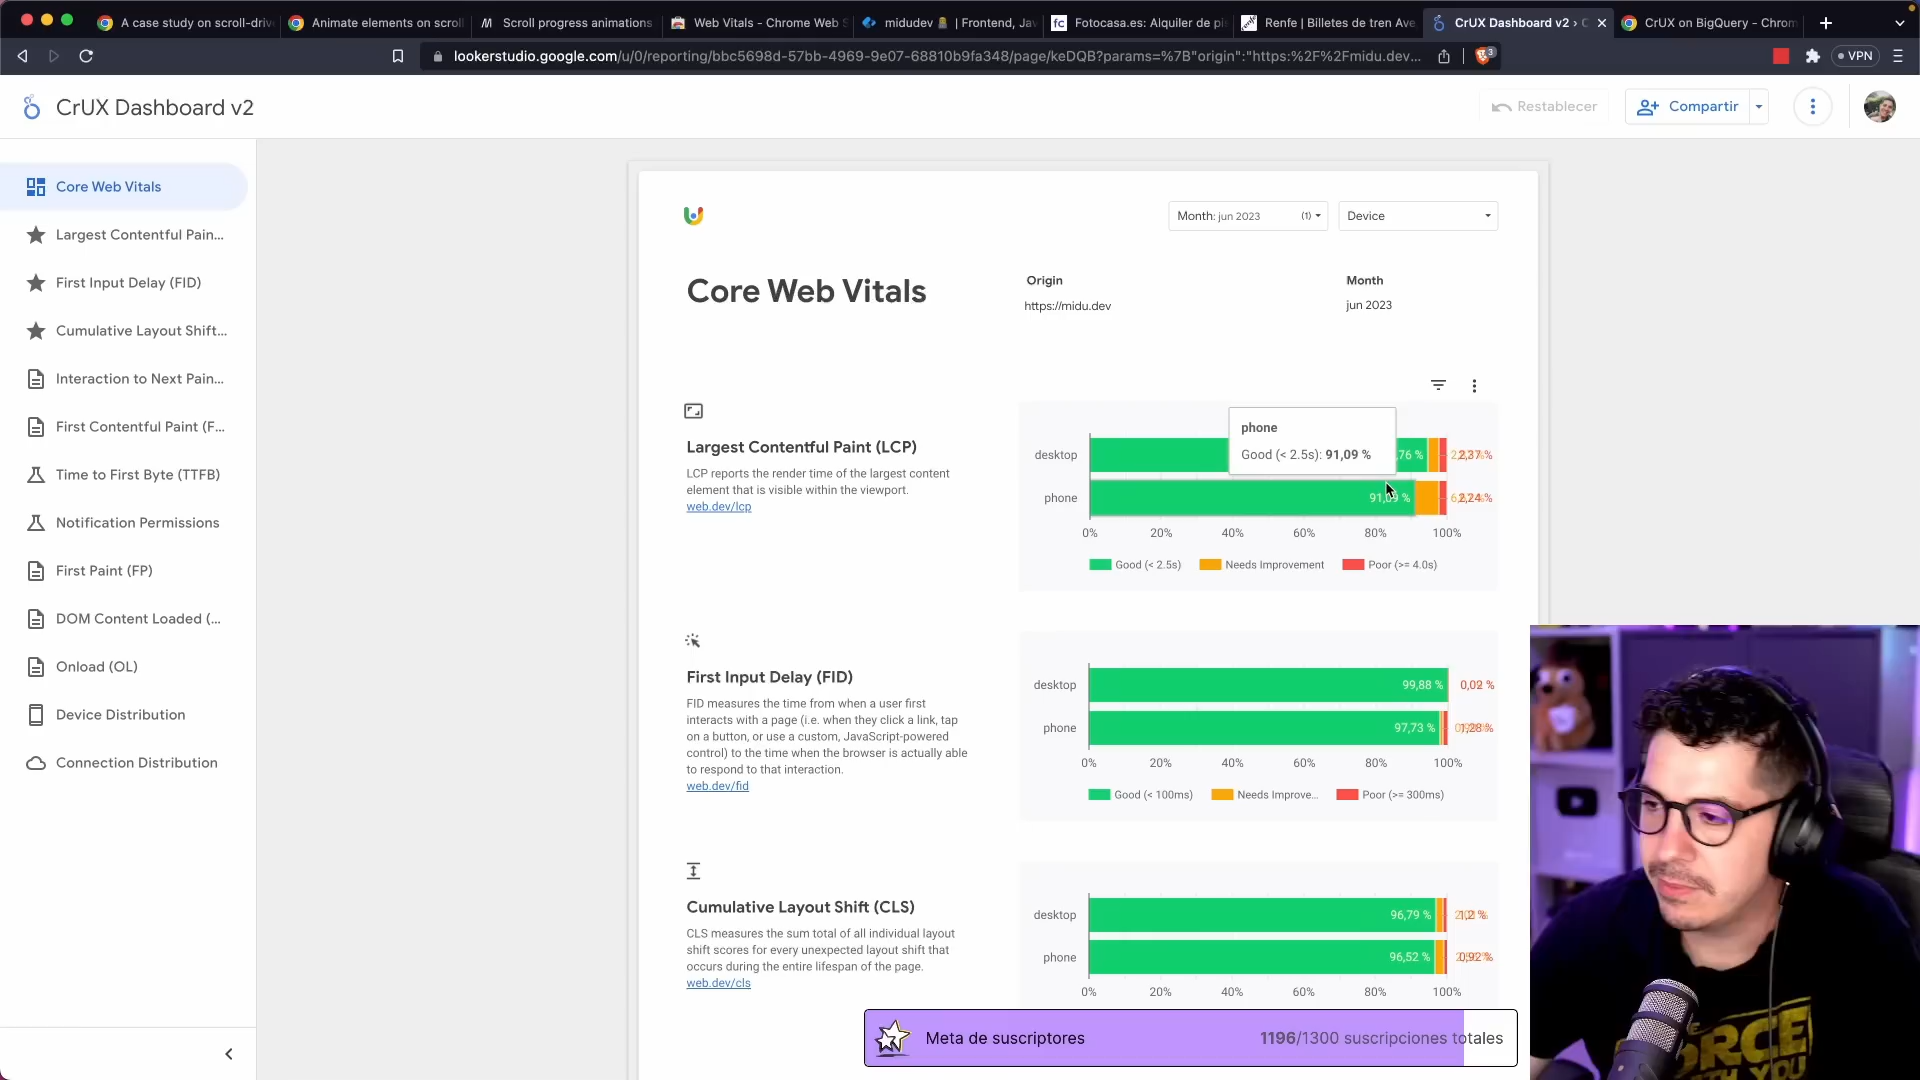 A case study on scroll-drive
Animate elements on scroll
Scroll progress animations
Web Vitals - Chrome Web S
midudev | Frontend, Jav
Fotocasa.es: Alquiler de pi
Renfe | Billetes de tren Ave
CrUX Dashboard v2 › C
CrUX on BigQuery - Chrom
lookerstudio.google.com/u/0/reporting/bbc5698d-57bb-4969-9e07-68810b9fa348/page/keDQB?params=%7B"origin":"https:%2F%2Fmidu.dev...
3
VPN
CrUX Dashboard v2
Restablecer
Compartir
Core Web Vitals
Largest Contentful Pain...
First Input Delay (FID)
Cumulative Layout Shift...
Interaction to Next Pain...
First Contentful Paint (F...
Time to First Byte (TTFB)
Notification Permissions
First Paint (FP)
DOM Content Loaded (...
Onload (OL)
Device Distribution
Connection Distribution
Month: jun 2023 (1)
Device
Core Web Vitals
Origin
https://midu.dev
Month
jun 2023
Largest Contentful Paint (LCP)
LCP reports the render time of the largest content
element that is visible within the viewport.
web.dev/lcp
phone
Good (< 2.5s): 91,09 %
desktop
,76 %
2,37%
phone
91,09 %
2,24%
0%
20%
40%
60%
80%
100%
Good (< 2.5s)
Needs Improvement
Poor (>= 4.0s)
First Input Delay (FID)
FID measures the time from when a user first
interacts with a page (i.e. when they click a link, tap
on a button, or use a custom, JavaScript-powered
control) to the time when the browser is actually able
to respond to that interaction.
web.dev/fid
desktop
99,88 %
0,02 %
phone
97,73 %
1,28%
0%
20%
40%
60%
80%
100%
Good (< 100ms)
Needs Improve...
Poor (>= 300ms)
Cumulative Layout Shift (CLS)
CLS measures the sum total of all individual layout
shift scores for every unexpected layout shift that
occurs during the entire lifespan of the page.
web.dev/cls
desktop
96,79 %
phone
96,52 %
0,92%
0%
20%
40%
60%
80%
100%
Meta de suscriptores
1196/1300 suscripciones totales